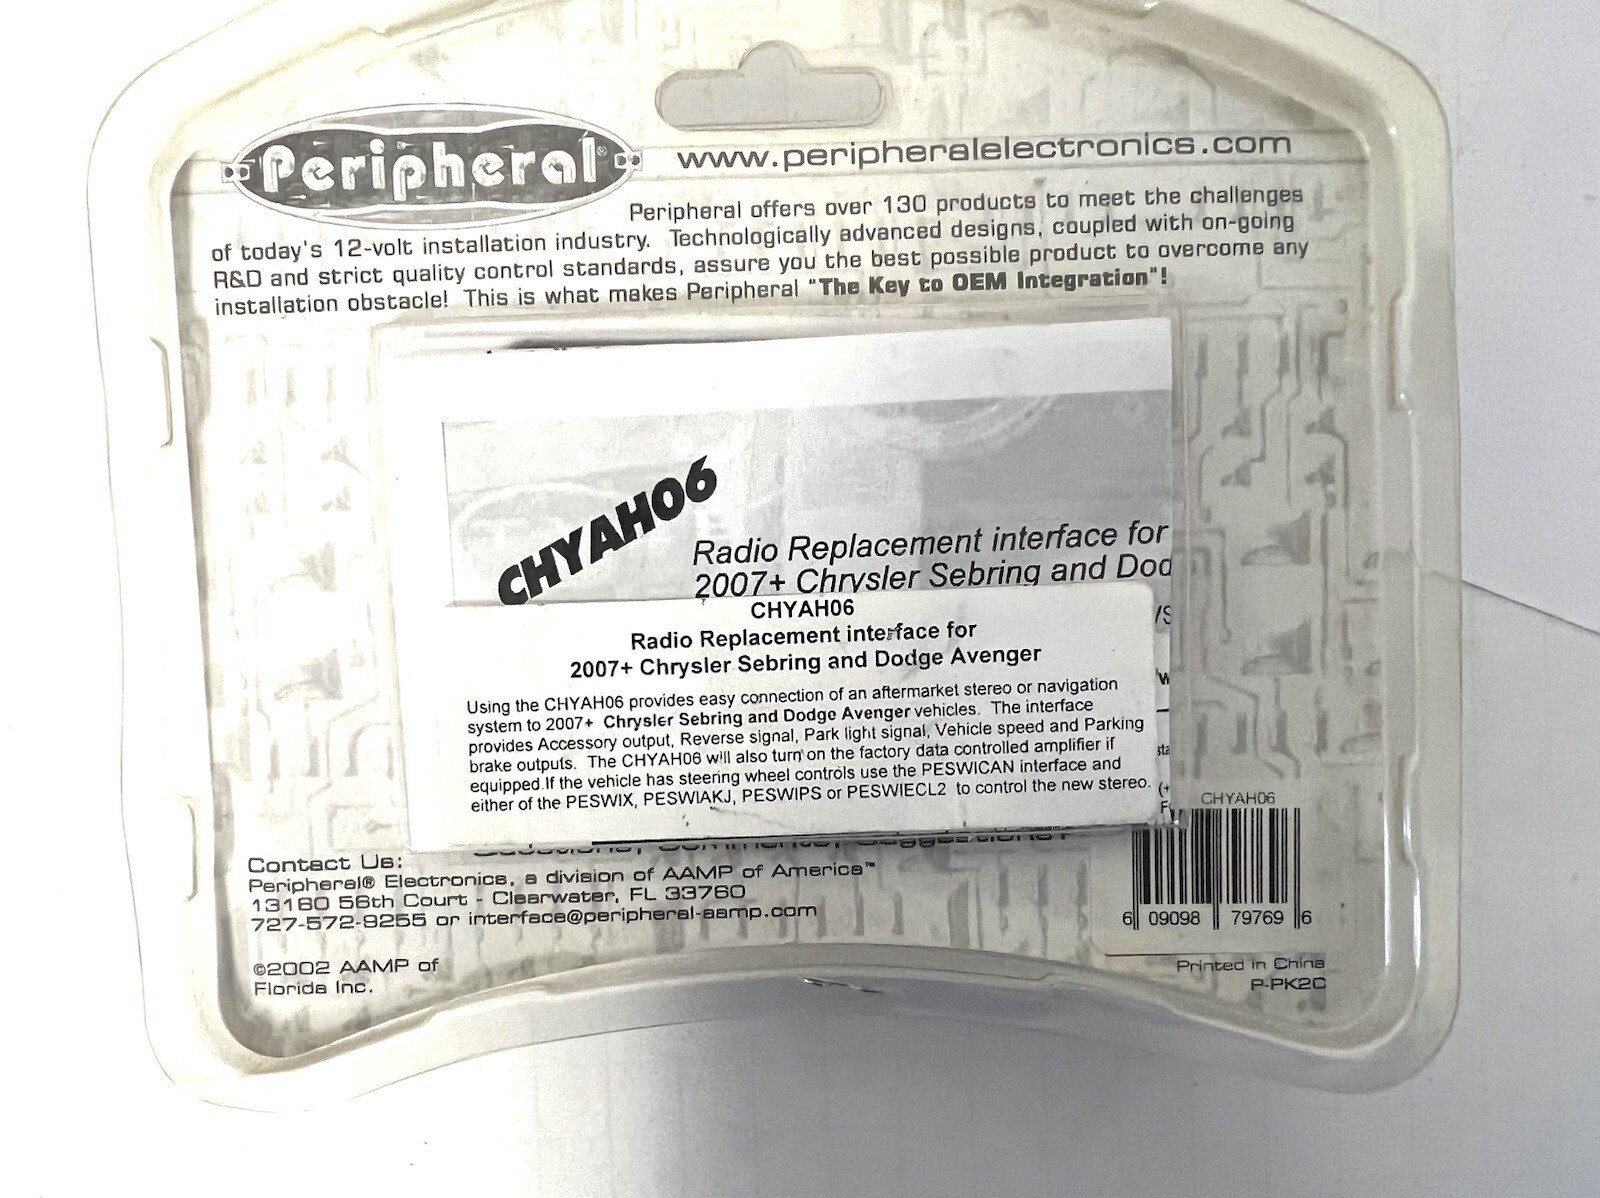 Peripheral®
www.peripheralelectronics.com
Peripheral offers over 130 products to meet the challenges
of today's 12-volt installation industry. Technologically advanced designs, coupled with on-going
R&D and strict quality control standards, assure you the best possible product to overcome any
installation obstacle! This is what makes Peripheral "The Key to OEM Integration"!
CHYAH06
Radio Replacement interface for
2007+ Chrysler Sebring and Dod
CHYAH06
Radio Replacement interface for
2007+ Chrysler Sebring and Dodge Avenger
Using the CHYAH06 provides easy connection of an aftermarket stereo or navigation
system to 2007+ Chrysler Sebring and Dodge Avenger vehicles. The interface
provides Accessory output, Reverse signal, Park light signal, Vehicle speed and Parking
brake outputs. The CHYAH06 will also turn on the factory data controlled amplifier if
equipped.If the vehicle has steering wheel controls use the PESWICAN interface and
either of the PESWIX, PESWIAKJ, PESWIPS or PESWIECL2 to control the new stereo.
CHYAH06
6 09098 79769 6
Contact Us:
Peripheral® Electronics, a division of AAMP of America™
13160 56th Court - Clearwater, FL 33760
727-572-9255 or interface@peripheral-aamp.com
©2002 AAMP of
Florida Inc.
Printed in China
P-PK2C